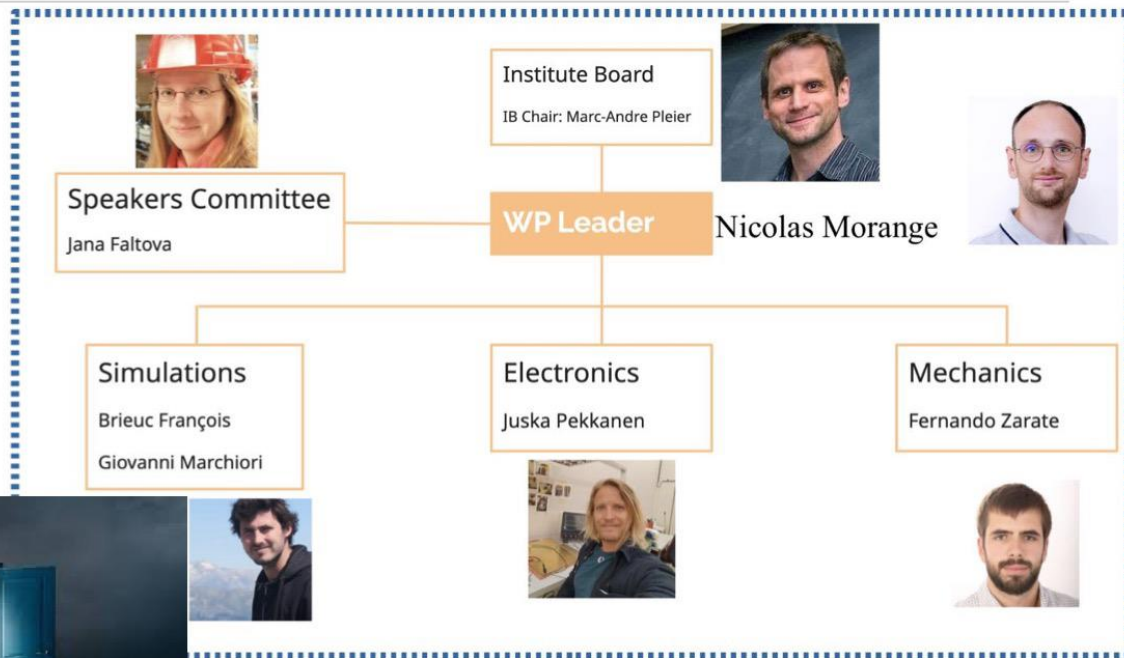 Institute Board
IB Chair: Marc-Andre Pleier
Speakers Committee
Jana Faltova
WP Leader
Nicolas Morange
Simulations
Brieuc François
Giovanni Marchiori
Electronics
Juska Pekkanen
Mechanics
Fernando Zarate